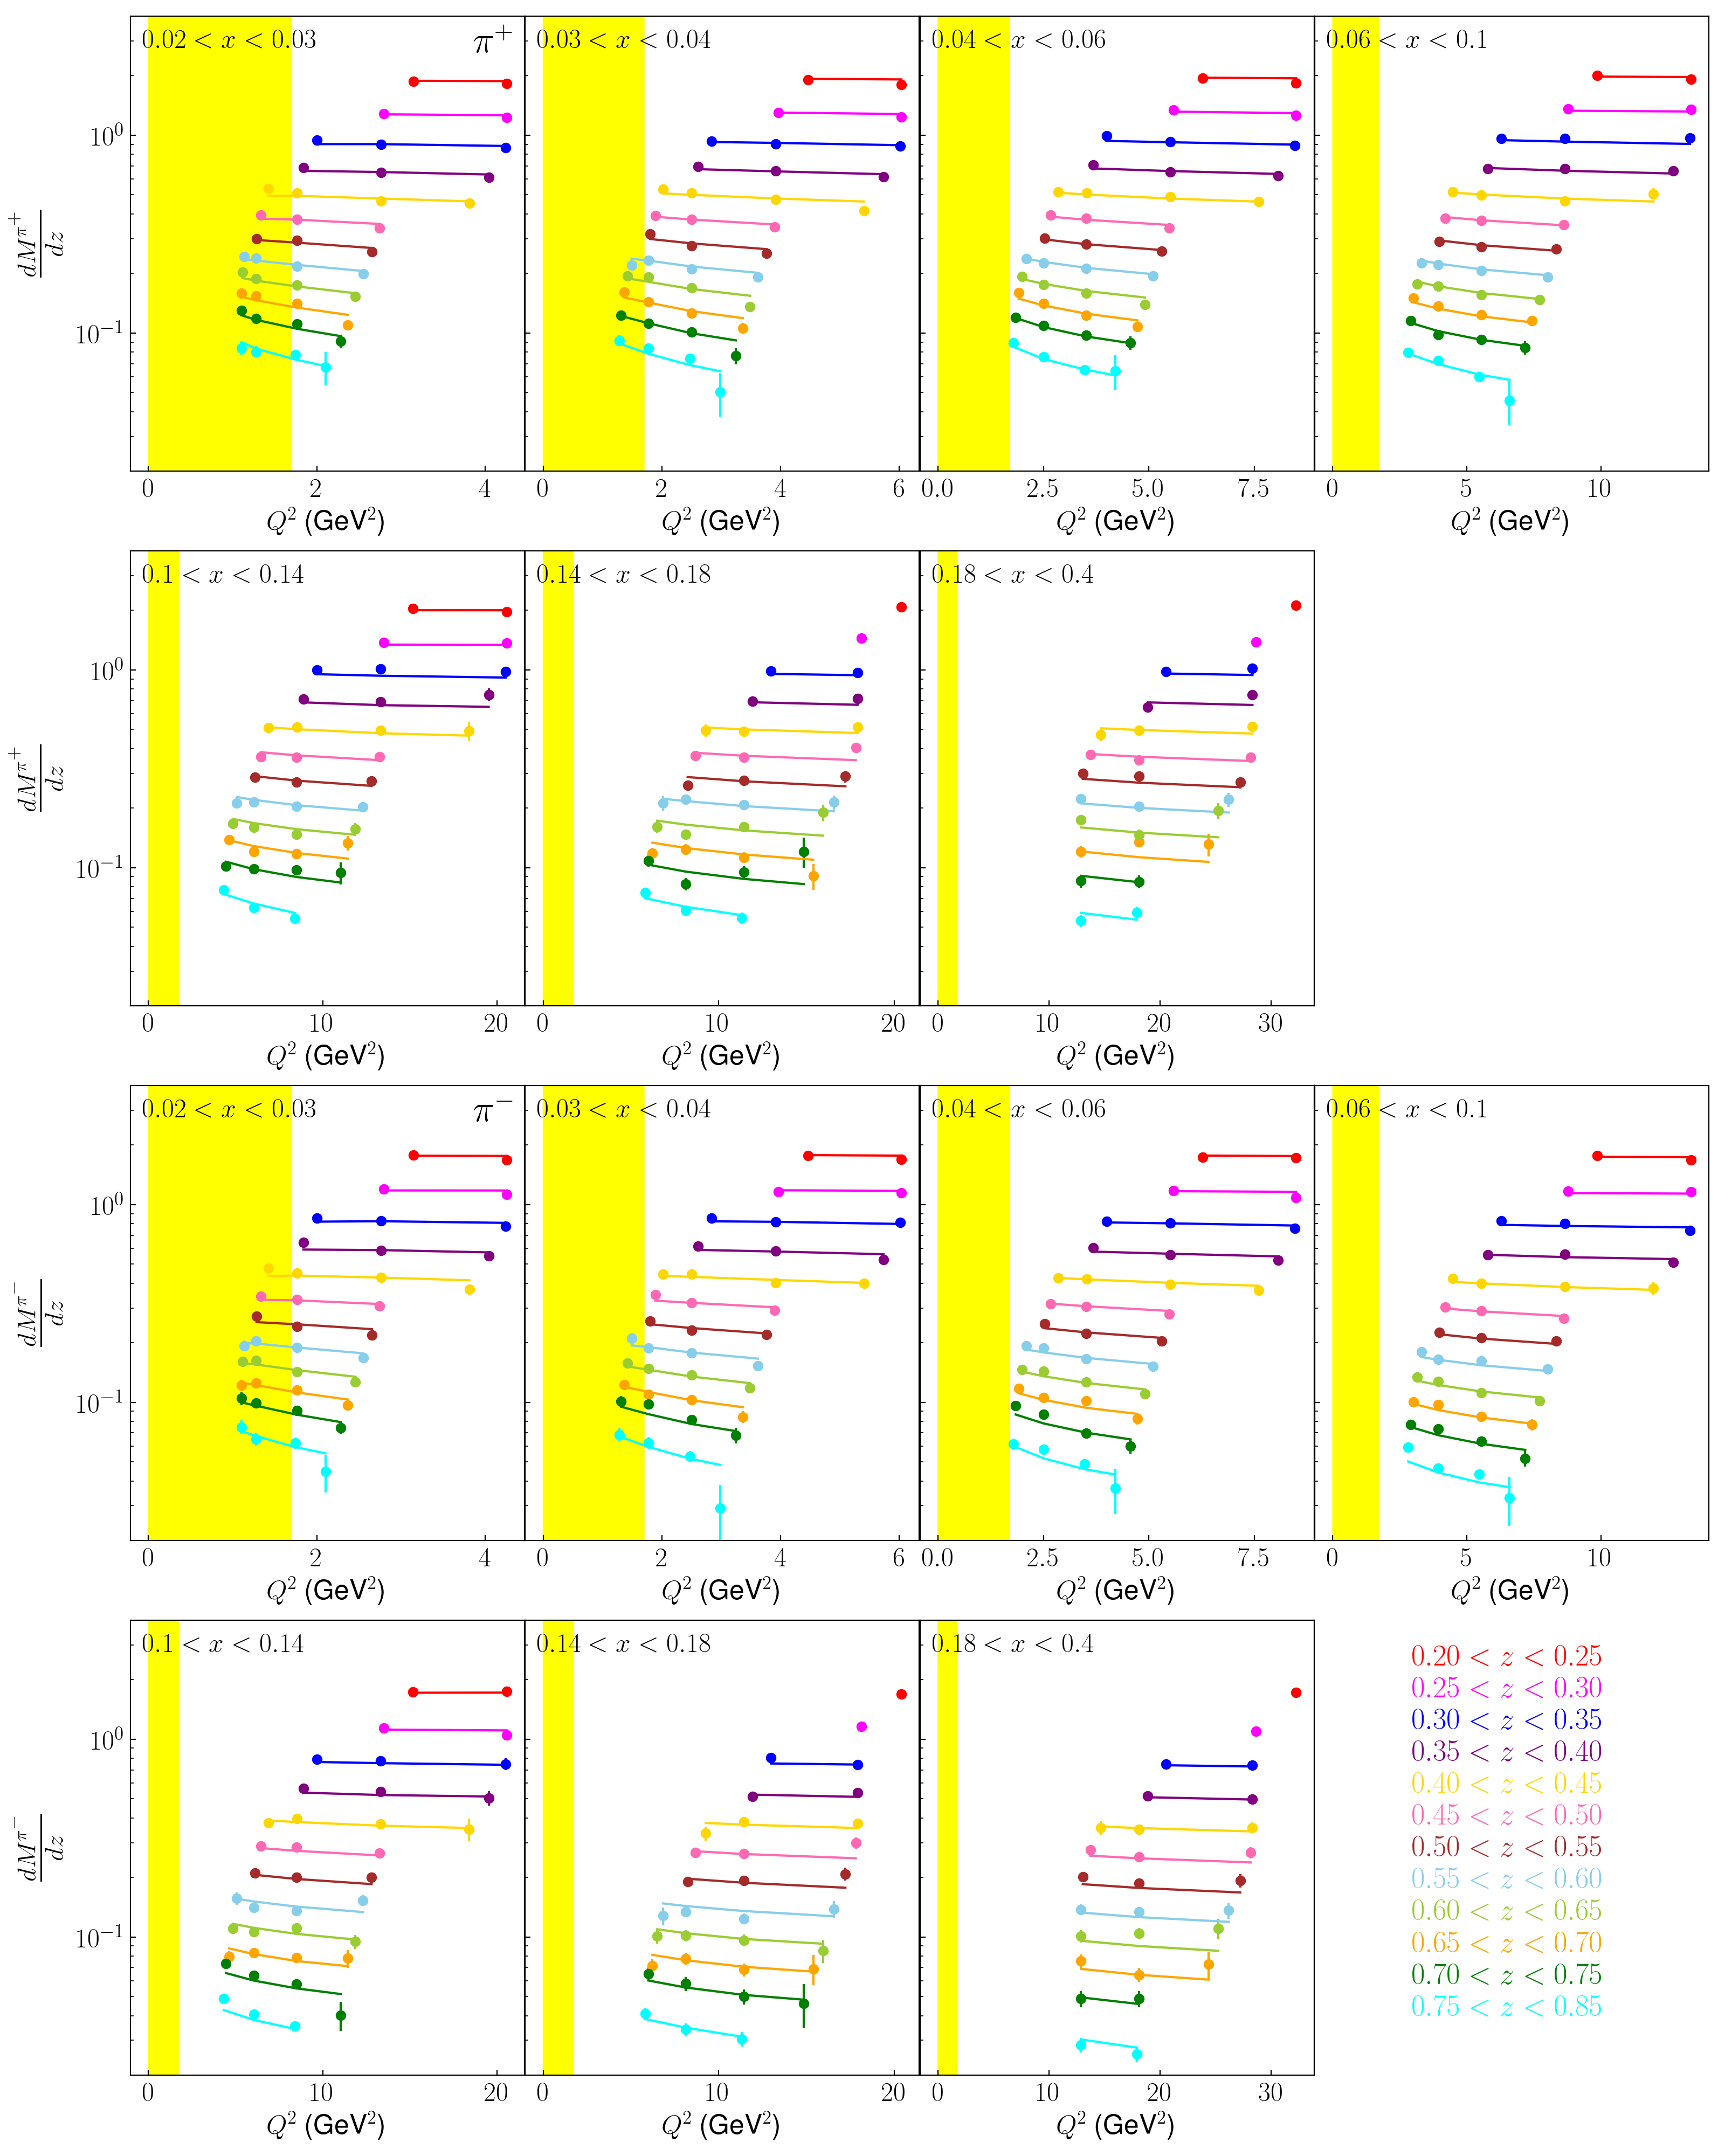 0.02 < x < 0.03 π⁺ 0.03 < x < 0.04 0.04 < x < 0.06 0.06 < x < 0.1
dM^{π⁺}/dz
10⁰
10⁻¹
0 2 4 0 2 4 6 0.0 2.5 5.0 7.5 0 5 10
Q² (GeV²) Q² (GeV²) Q² (GeV²) Q² (GeV²)
0.1 < x < 0.14 0.14 < x < 0.18 0.18 < x < 0.4
dM^{π⁺}/dz
10⁰
10⁻¹
0 10 20 0 10 20 0 10 20 30
Q² (GeV²) Q² (GeV²) Q² (GeV²)
0.02 < x < 0.03 π⁻ 0.03 < x < 0.04 0.04 < x < 0.06 0.06 < x < 0.1
dM^{π⁻}/dz
10⁰
10⁻¹
0 2 4 0 2 4 6 0.0 2.5 5.0 7.5 0 5 10
Q² (GeV²) Q² (GeV²) Q² (GeV²) Q² (GeV²)
0.1 < x < 0.14 0.14 < x < 0.18 0.18 < x < 0.4
dM^{π⁻}/dz
10⁰
10⁻¹
0 10 20 0 10 20 0 10 20 30
Q² (GeV²) Q² (GeV²) Q² (GeV²)
0.20 < z < 0.25
0.25 < z < 0.30
0.30 < z < 0.35
0.35 < z < 0.40
0.40 < z < 0.45
0.45 < z < 0.50
0.50 < z < 0.55
0.55 < z < 0.60
0.60 < z < 0.65
0.65 < z < 0.70
0.70 < z < 0.75
0.75 < z < 0.85